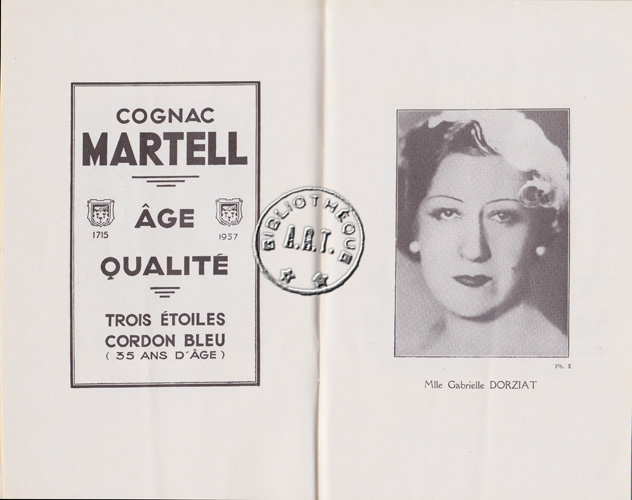 COGNAC
MARTELL
ÂGE
1715
1937
QUALITÉ
TROIS ÉTOILES
CORDON BLEU
( 35 ANS D'ÂGE )
BIBLIOTHÈQUE
A.R.T.
Ph. X
Mlle Gabrielle DORZIAT